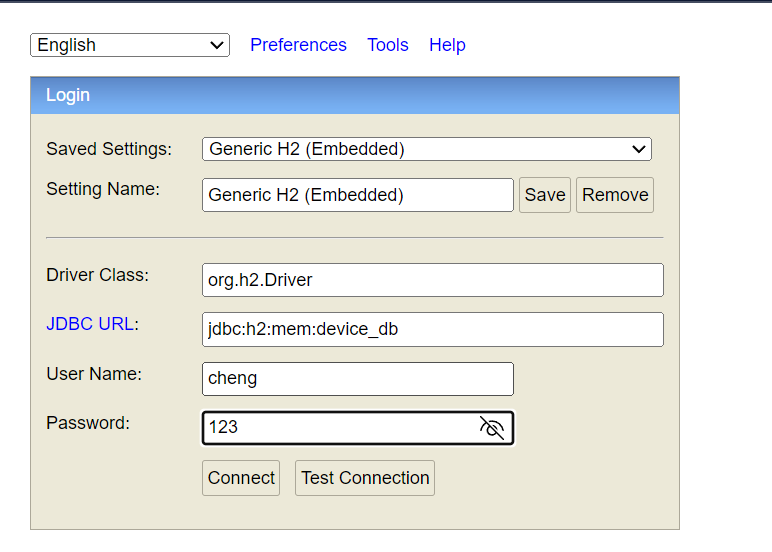 English Preferences Tools Help
Login
Saved Settings: Generic H2 (Embedded)
Setting Name: Generic H2 (Embedded) Save Remove
Driver Class: org.h2.Driver
JDBC URL: jdbc:h2:mem:device_db
User Name: cheng
Password: 123
Connect Test Connection